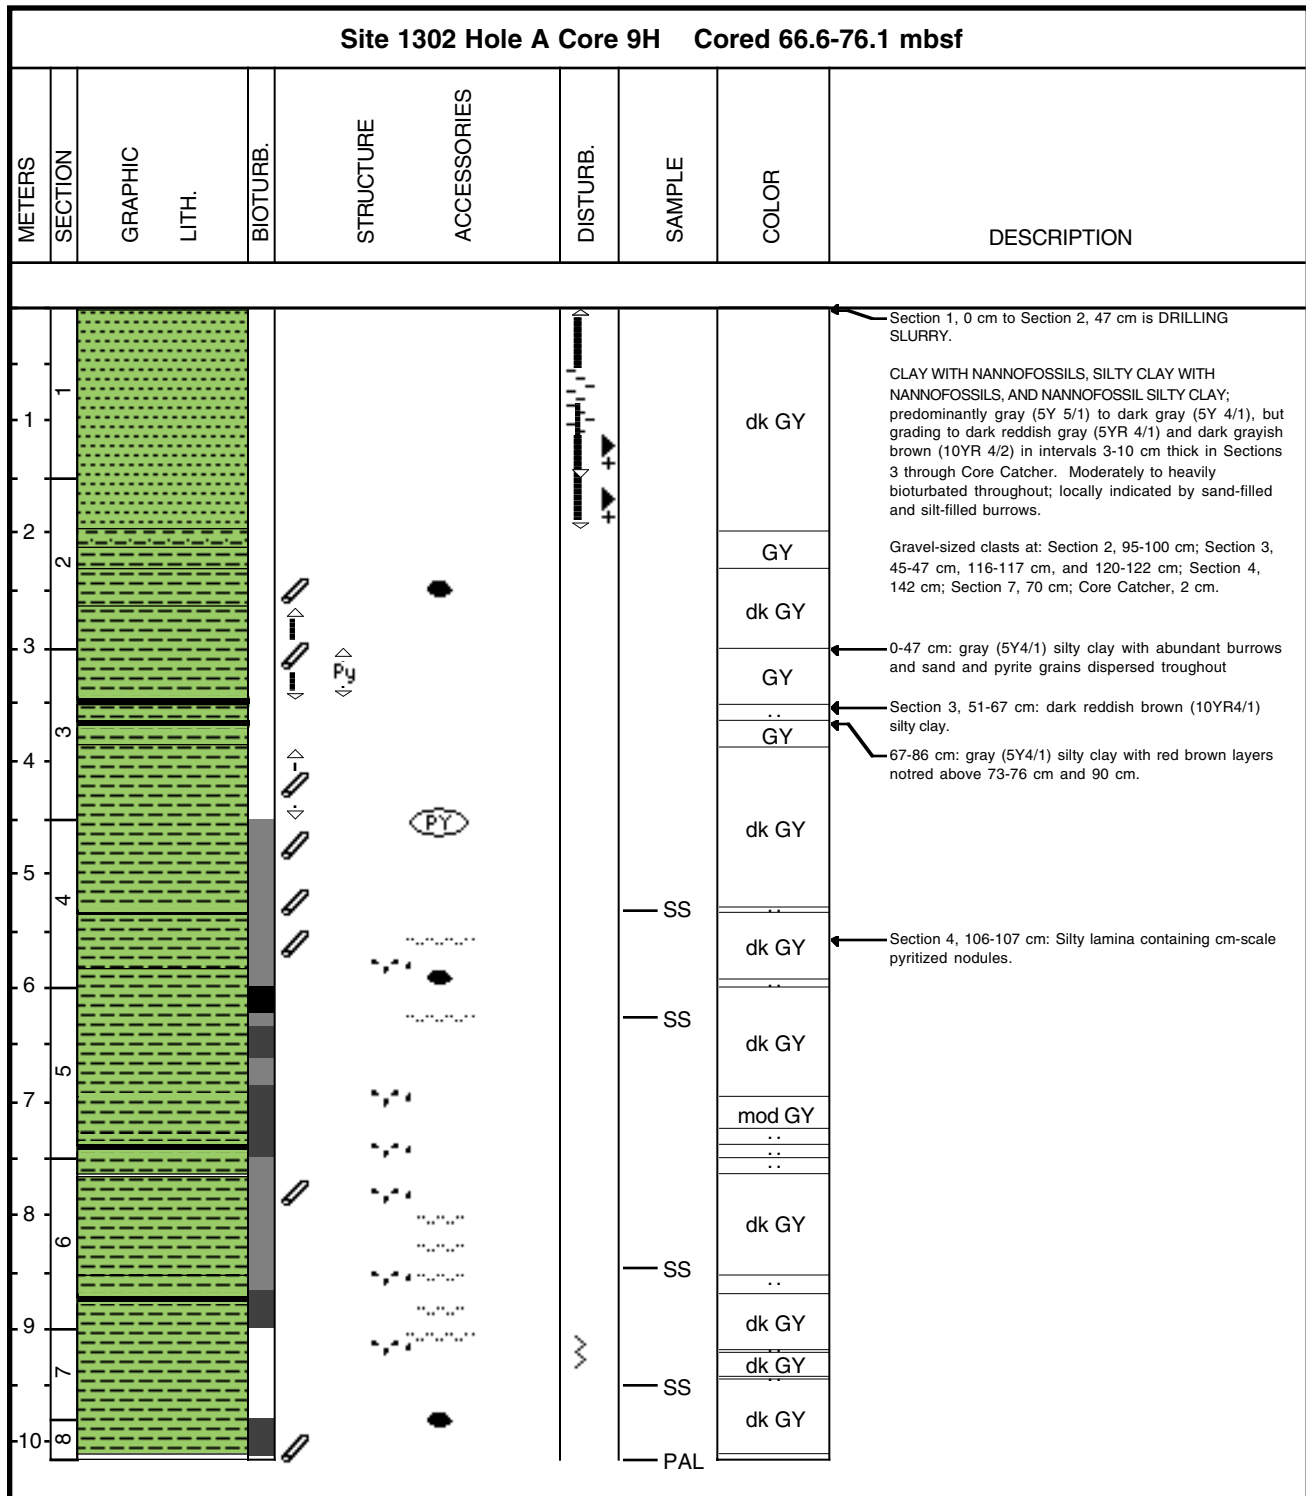 Site 1302 Hole A Core 9H    Cored 66.6-76.1 mbsf
METERS
SECTION
GRAPHIC
LITH.
BIOTURB.
STRUCTURE
ACCESSORIES
DISTURB.
SAMPLE
COLOR
DESCRIPTION
Section 1, 0 cm to Section 2, 47 cm is DRILLING
SLURRY.
CLAY WITH NANNOFOSSILS, SILTY CLAY WITH
NANNOFOSSILS, AND NANNOFOSSIL SILTY CLAY;
predominantly gray (5Y 5/1) to dark gray (5Y 4/1), but
grading to dark reddish gray (5YR 4/1) and dark grayish
brown (10YR 4/2) in intervals 3-10 cm thick in Sections
3 through Core Catcher. Moderately to heavily
bioturbated throughout; locally indicated by sand-filled
and silt-filled burrows.
Gravel-sized clasts at: Section 2, 95-100 cm; Section 3,
45-47 cm, 116-117 cm, and 120-122 cm; Section 4,
142 cm; Section 7, 70 cm; Core Catcher, 2 cm.
0-47 cm: gray (5Y4/1) silty clay with abundant burrows
and sand and pyrite grains dispersed troughout
Section 3, 51-67 cm: dark reddish brown (10YR4/1)
silty clay.
67-86 cm: gray (5Y4/1) silty clay with red brown layers
notred above 73-76 cm and 90 cm.
Section 4, 106-107 cm: Silty lamina containing cm-scale
pyritized nodules.
1
2
3
4
5
6
7
8
9
10
1
2
3
4
5
6
7
8
Py
PY
SS
SS
SS
SS
PAL
dk GY
GY
dk GY
GY
. .
GY
dk GY
. .
dk GY
. .
dk GY
mod GY
. .
. .
. .
dk GY
. .
dk GY
. .
dk GY
. .
dk GY